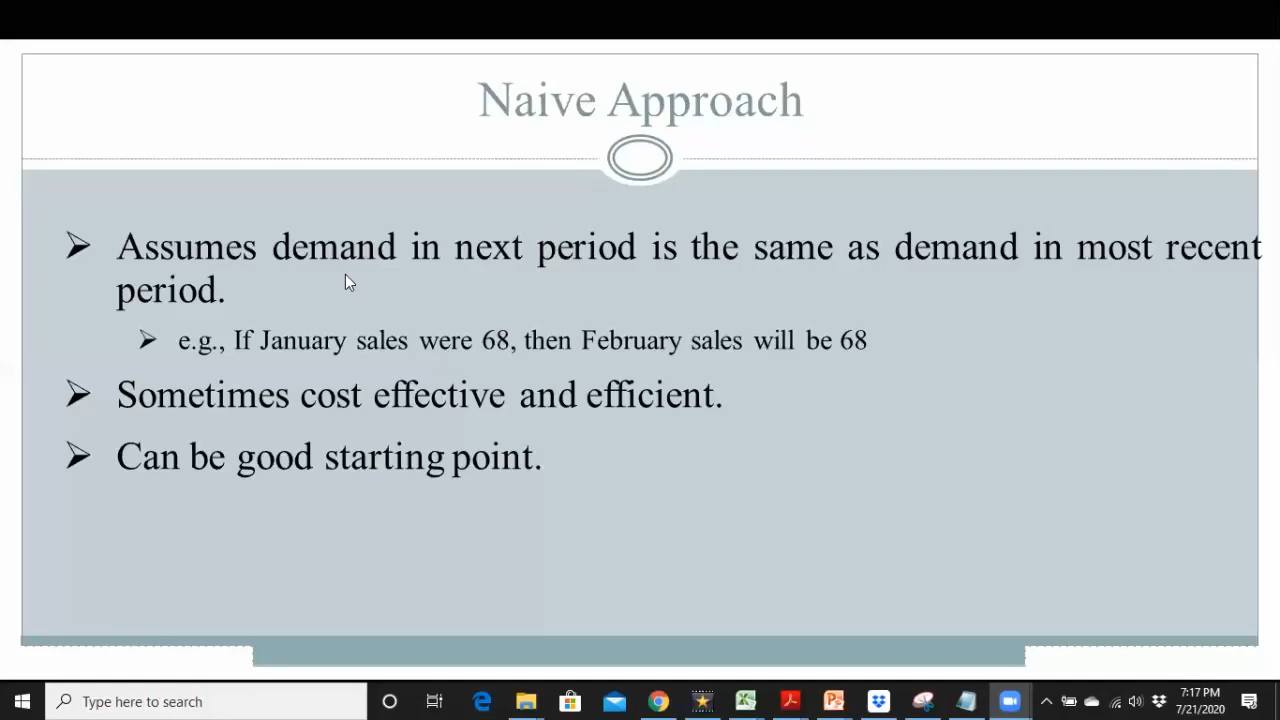 Naive Approach
Assumes demand in next period is the same as demand in most recent
period.
e.g., If January sales were 68, then February sales will be 68
Sometimes cost effective and efficient.
Can be good starting point.
Type here to search
7:17 PM
7/21/2020